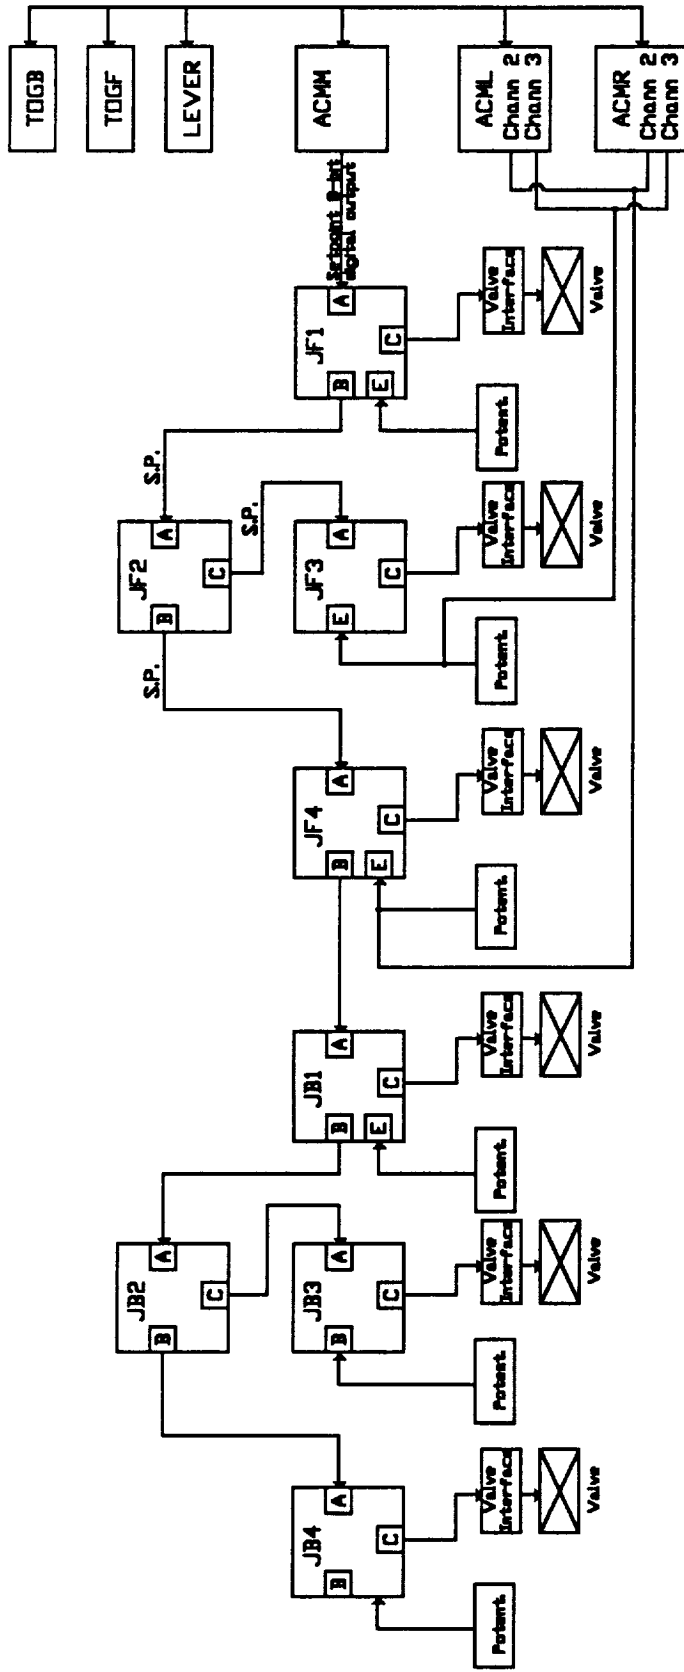 TOGB
TOGF
LEVER
ACMM
ACML
Chann 2
Chann 3
ACMR
Chann 2
Chann 3
Setpoint 8 bit
digital output
JF1
A
B
C
E
Valve
Interface
Valve
Potent.
S.P.
JF2
A
B
C
S.P.
JF3
A
C
E
Valve
Interface
Valve
Potent.
S.P.
JF4
A
B
C
E
Valve
Interface
Valve
Potent.
JB1
A
B
C
E
Valve
Interface
Valve
Potent.
JB2
A
B
C
JB3
A
B
C
Valve
Interface
Valve
Potent.
JB4
A
B
C
Valve
Interface
Valve
Potent.